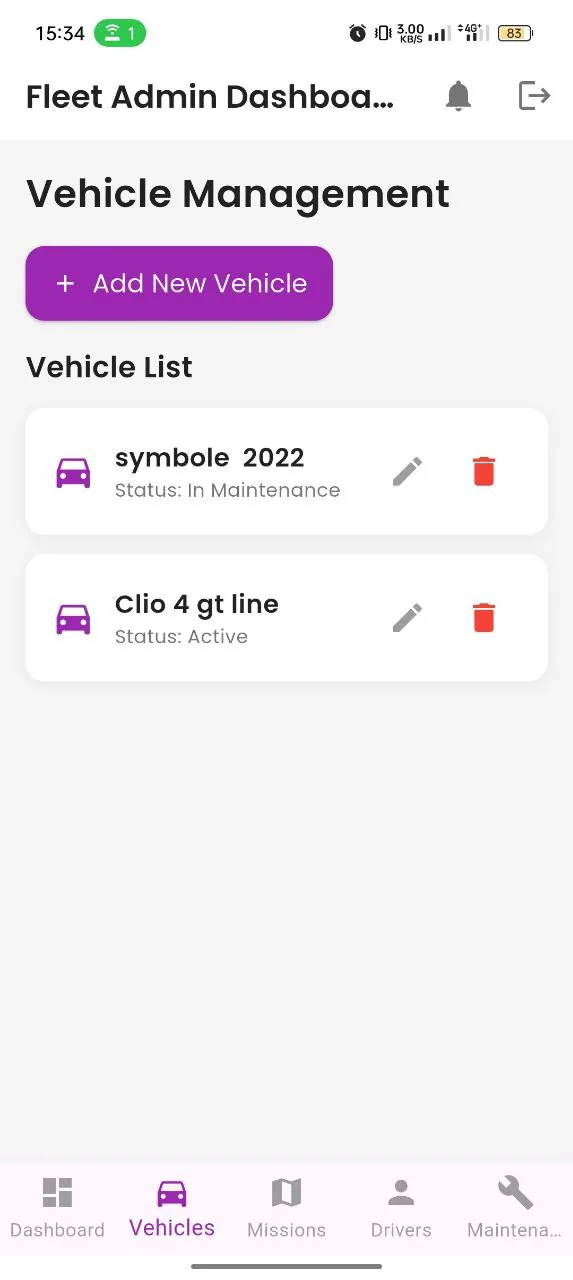 15:34 1 3.00 KB/S 4G+ 83
Fleet Admin Dashboa...
Vehicle Management
+ Add New Vehicle
Vehicle List
symbole  2022
Status: In Maintenance
Clio 4 gt line
Status: Active
Dashboard Vehicles Missions Drivers Maintena...